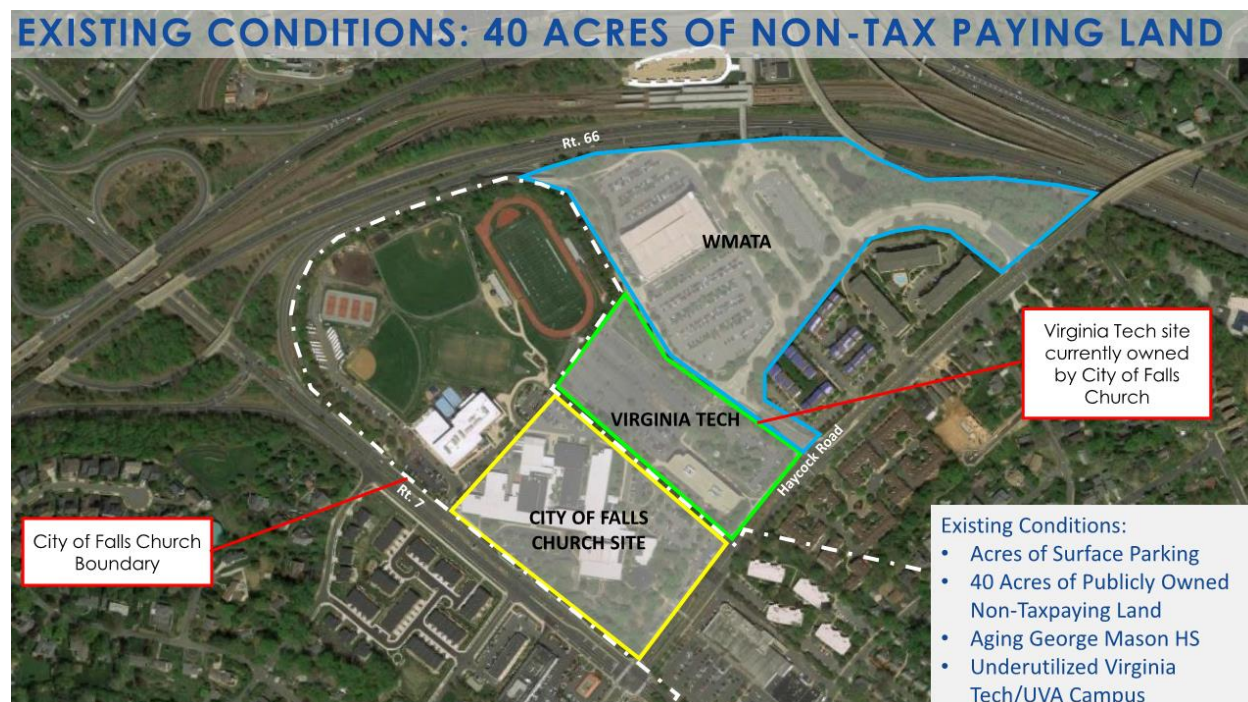 EXISTING CONDITIONS: 40 ACRES OF NON-TAX PAYING LAND
Rt. 66
WMATA
Virginia Tech site
currently owned
by City of Falls
Church
VIRGINIA TECH
Haycock Road
Rt. 7
CITY OF FALLS
CHURCH SITE
City of Falls Church
Boundary
Existing Conditions:
• Acres of Surface Parking
• 40 Acres of Publicly Owned
Non-Taxpaying Land
• Aging George Mason HS
• Underutilized Virginia
Tech/UVA Campus